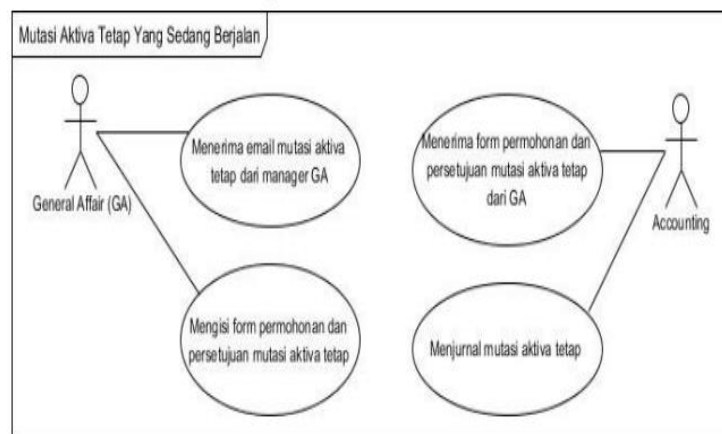 Mutasi Aktiva Tetap Yang Sedang Berjalan
General Affair (GA)
Menerima email mutasi aktiva
tetap dari manager GA
Mengisi form permohonan dan
persetujuan mutasi aktiva tetap
Menerima form permohonan dan
persetujuan mutasi aktiva tetap
dari GA
Menjurnal mutasi aktiva tetap
Accounting